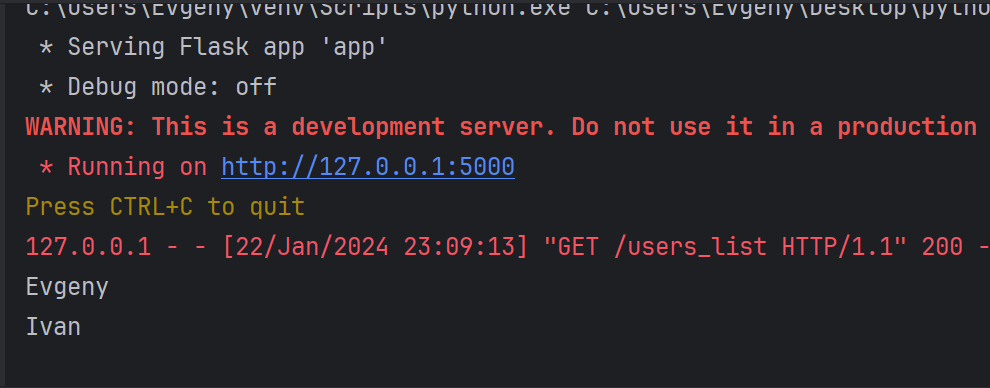 C:\Users\Evgeny\venv\Scripts\python.exe C:\Users\Evgeny\Desktop\pytho
* Serving Flask app 'app'
* Debug mode: off
WARNING: This is a development server. Do not use it in a production
* Running on http://127.0.0.1:5000
Press CTRL+C to quit
127.0.0.1 - - [22/Jan/2024 23:09:13] "GET /users_list HTTP/1.1" 200 -
Evgeny
Ivan